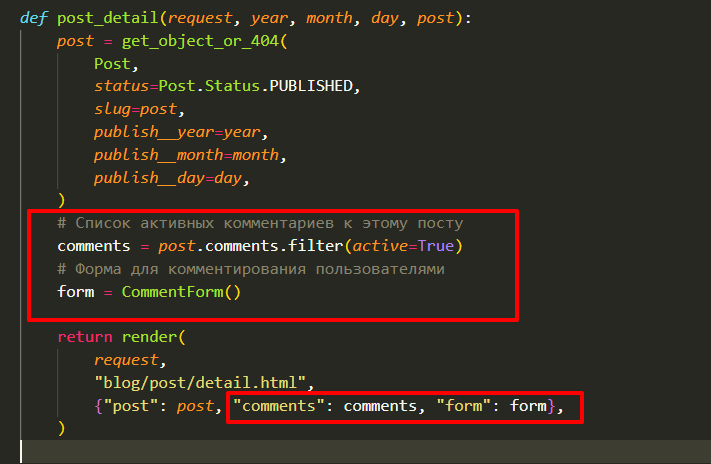 def post_detail(request, year, month, day, post):
    post = get_object_or_404(
        Post,
        status=Post.Status.PUBLISHED,
        slug=post,
        publish__year=year,
        publish__month=month,
        publish__day=day,
    )
    # Список активных комментариев к этому посту
    comments = post.comments.filter(active=True)
    # Форма для комментирования пользователями
    form = CommentForm()
    return render(
        request,
        "blog/post/detail.html",
        {"post": post, "comments": comments, "form": form},
    )